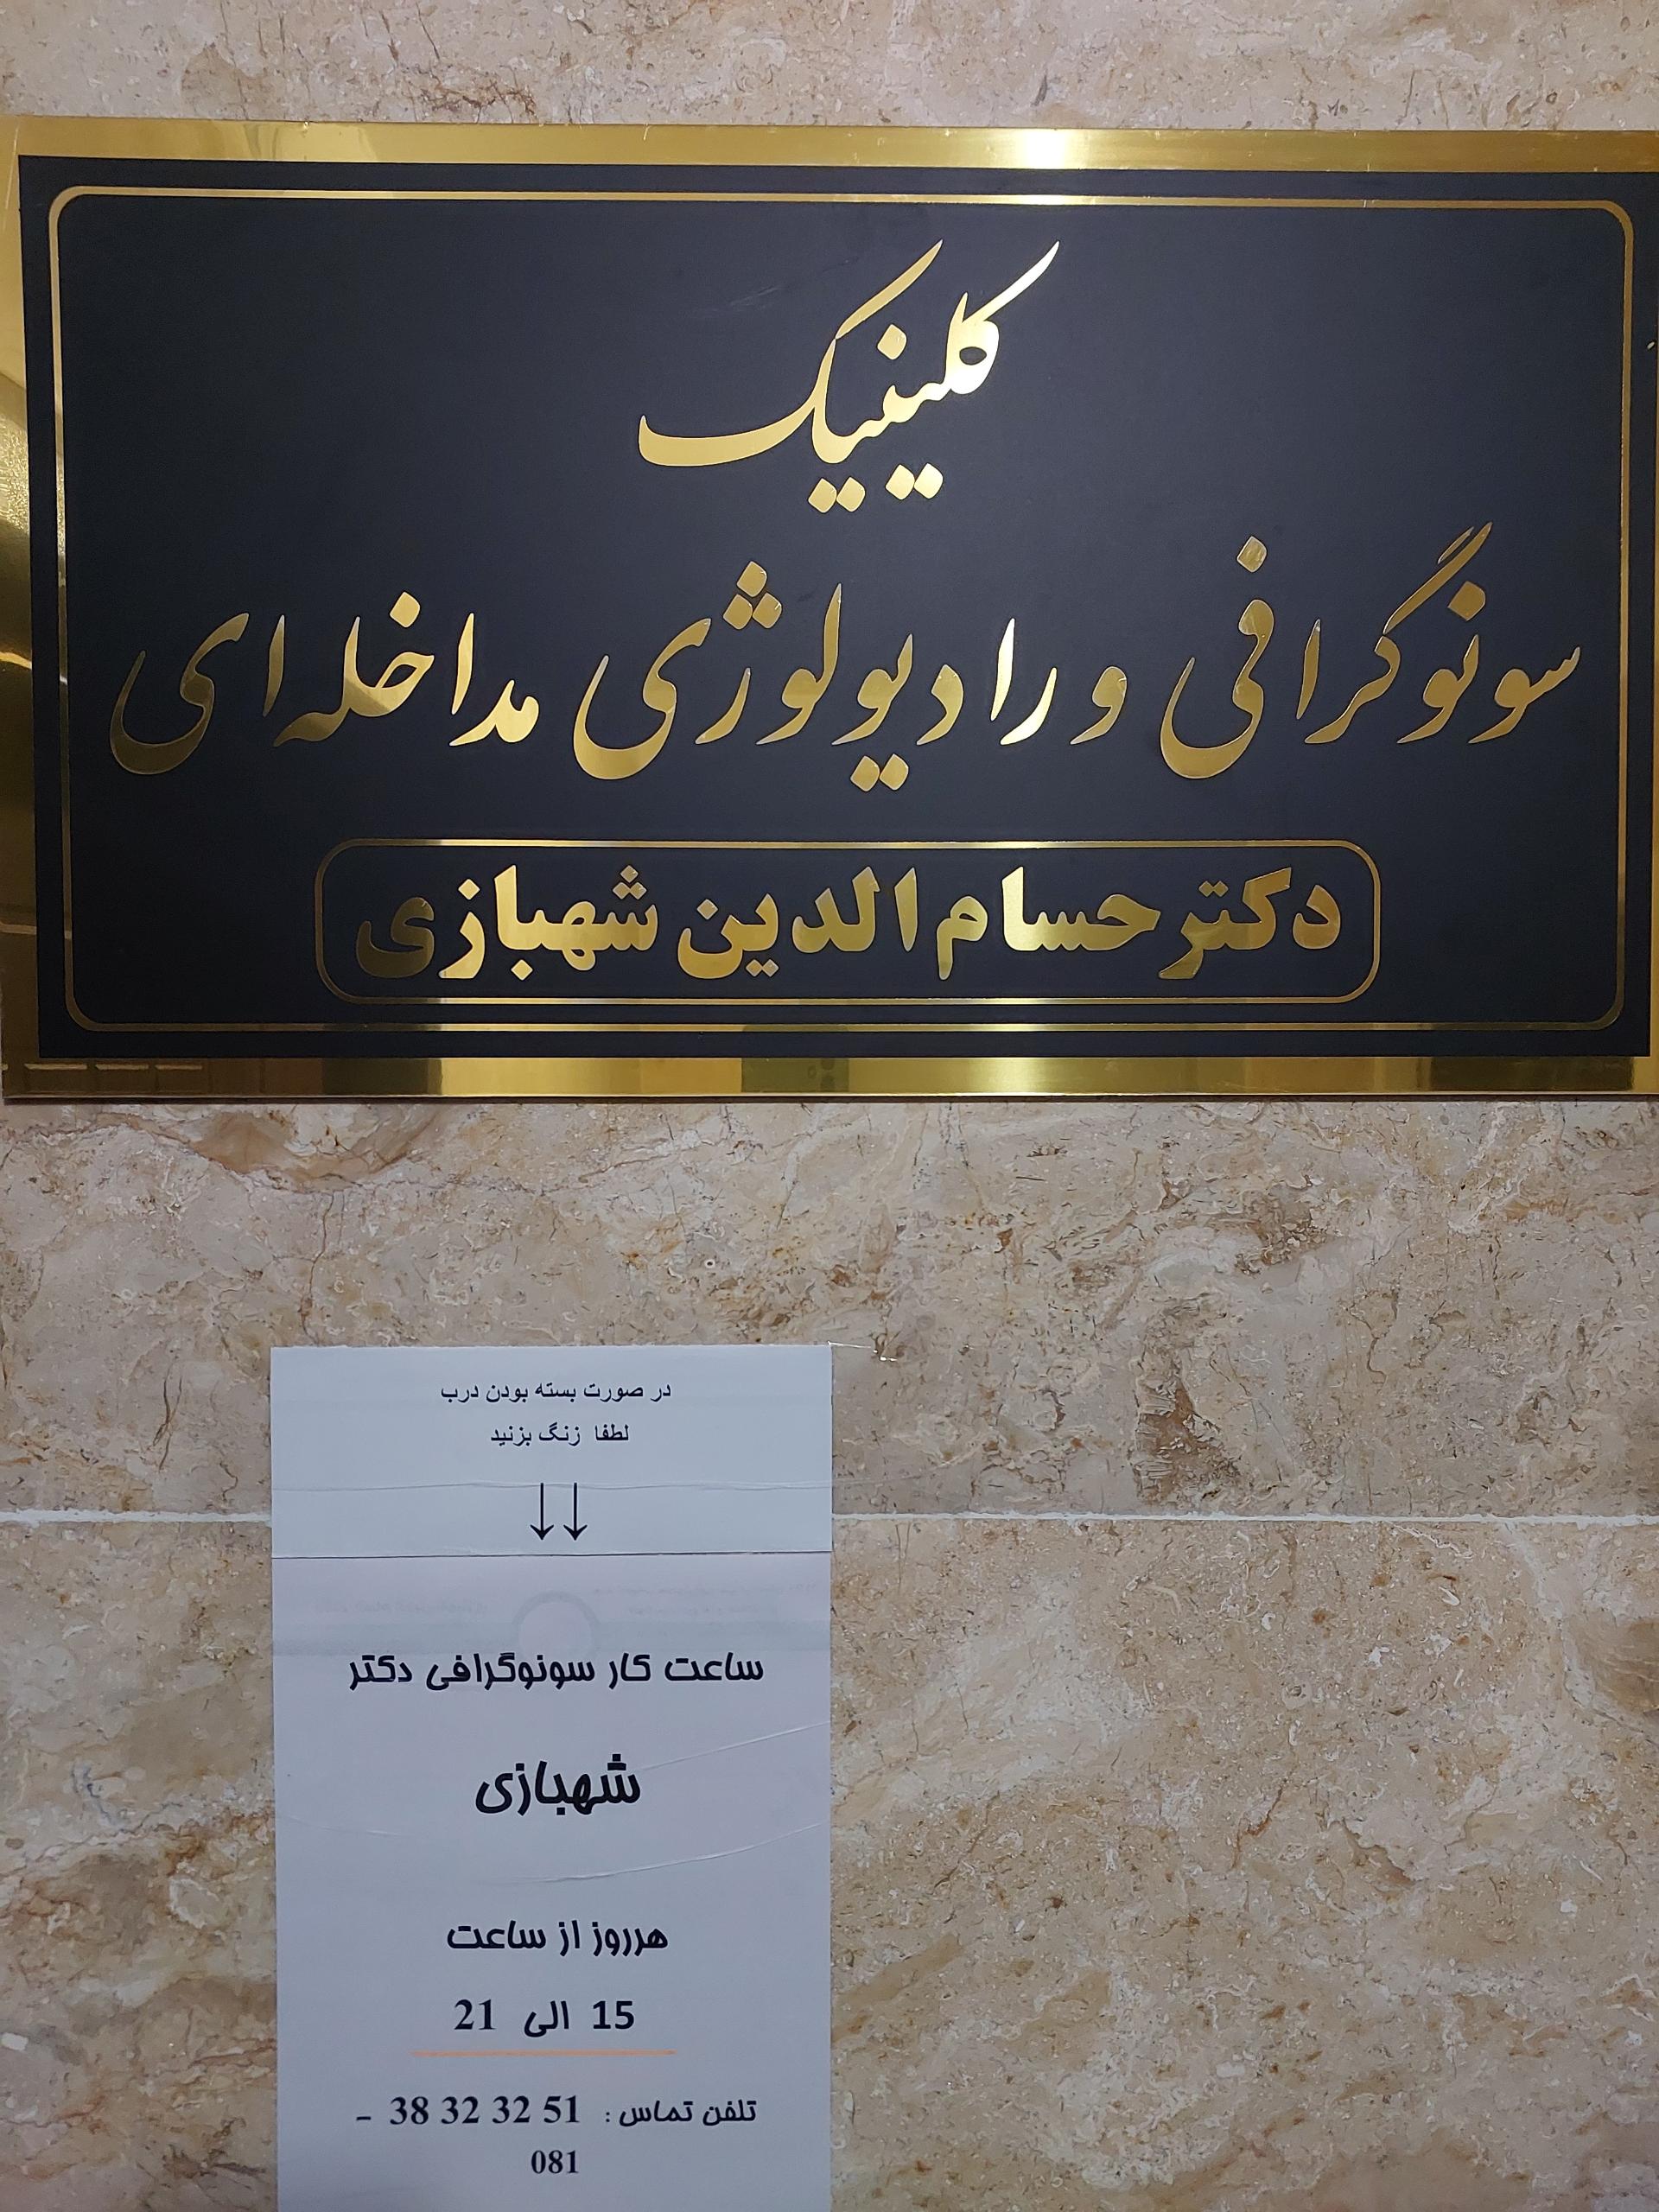 کلینیک
سونوگرافی و رادیولوژی مداخله ای
دکتر حسام الدین شهبازی
در صورت بسته بودن درب
لطفا زنگ بزنید
↓↓
ساعت کار سونوگرافی دکتر
شهبازی
هرروز از ساعت
15 الی 21
تلفن تماس : 38 32 32 51 -
081